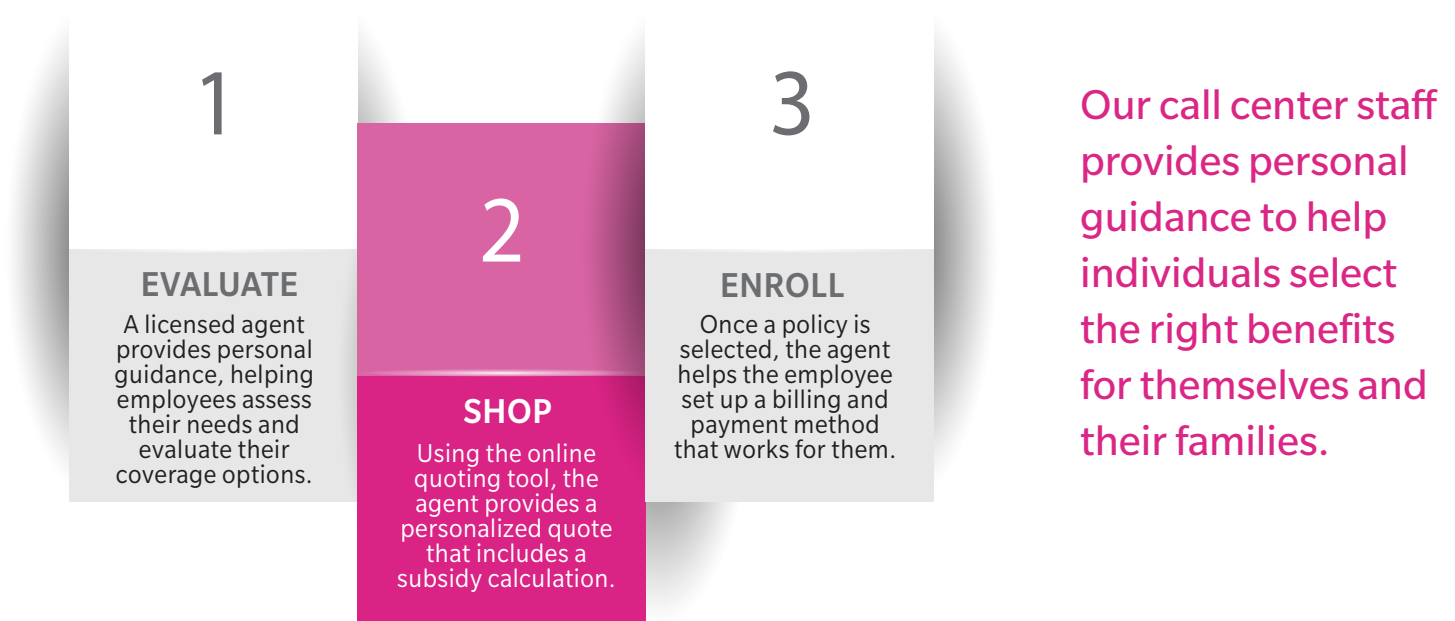 1
EVALUATE
A licensed agent
provides personal
guidance, helping
employees assess
their needs and
evaluate their
coverage options.
2
SHOP
Using the online
quoting tool, the
agent provides a
personalized quote
that includes a
subsidy calculation.
3
ENROLL
Once a policy is
selected, the agent
helps the employee
set up a billing and
payment method
that works for them.
Our call center staff
provides personal
guidance to help
individuals select
the right benefits
for themselves and
their families.